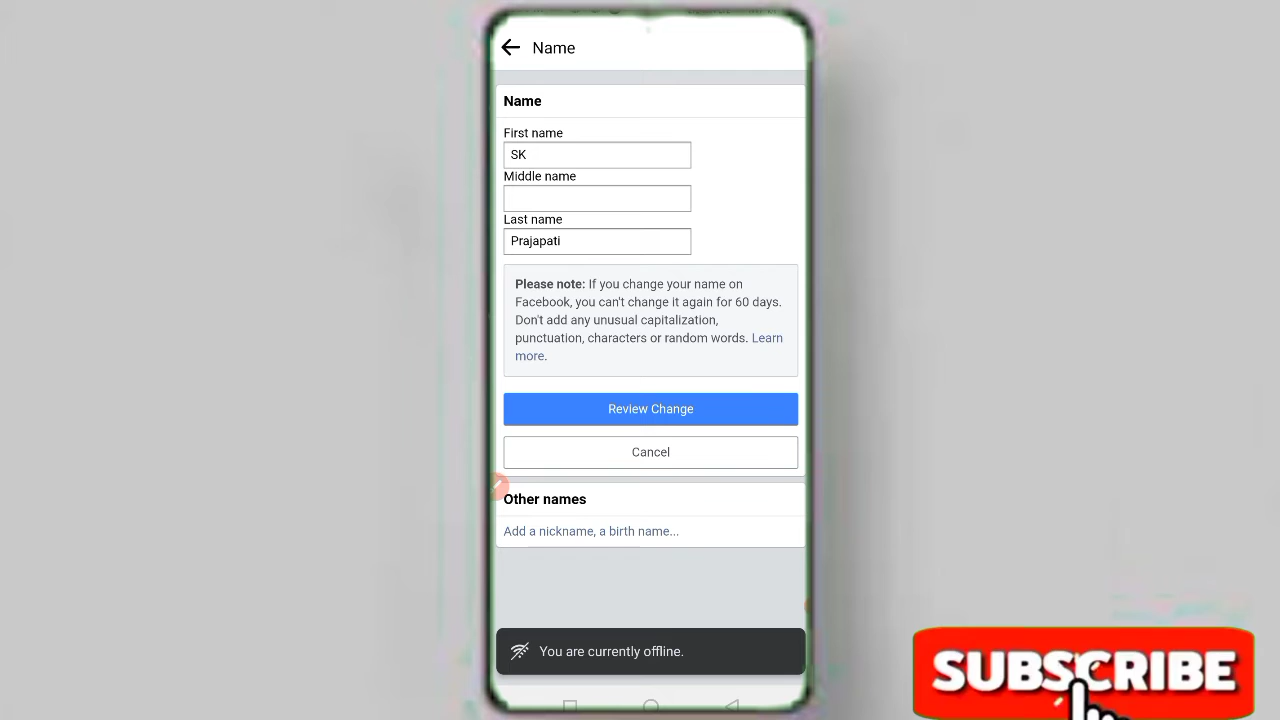 Name
Name
First name
SK
Middle name
Last name
Prajapati
Please note: If you change your name on
Facebook, you can't change it again for 60 days.
Don't add any unusual capitalization,
punctuation, characters or random words. Learn
more.
Review Change
Cancel
Other names
Add a nickname, a birth name...
You are currently offline.
SUBSCRIBE